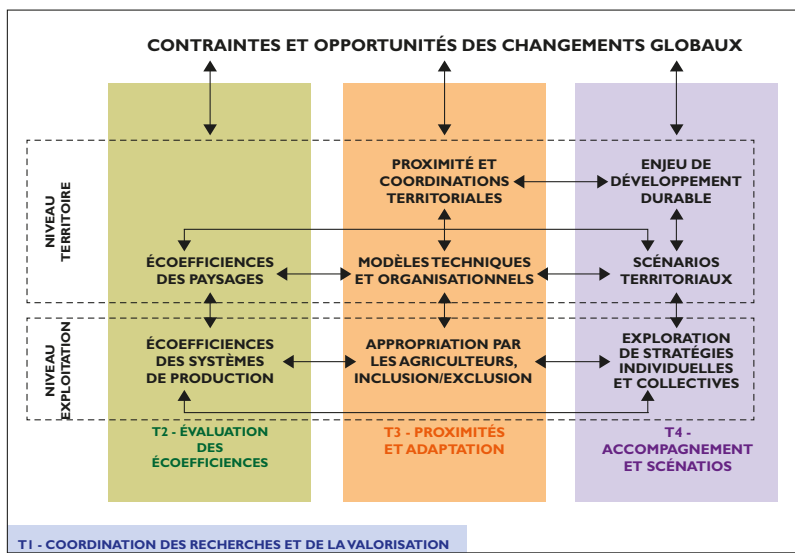 CONTRAINTES ET OPPORTUNITÉS DES CHANGEMENTS GLOBAUX
NIVEAU
TERRITOIRE
PROXIMITÉ ET
COORDINATIONS
TERRITORIALES
ENJEU DE
DÉVELOPPEMENT
DURABLE
ÉCOEFFICIENCES
DES PAYSAGES
MODÈLES TECHNIQUES
ET ORGANISATIONNELS
SCÉNARIOS
TERRITORIAUX
NIVEAU
EXPLOITATION
ÉCOEFFICIENCES
DES SYSTÈMES
DE PRODUCTION
APPROPRIATION PAR
LES AGRICULTEURS,
INCLUSION/EXCLUSION
EXPLORATION
DE STRATÉGIES
INDIVIDUELLES
ET COLLECTIVES
T2 - ÉVALUATION
DES
ÉCOEFFICIENCES
T3 - PROXIMITÉS
ET ADAPTATION
T4 -
ACCOMPAGNEMENT
ET SCÉNATIOS
T1 - COORDINATION DES RECHERCHES ET DE LA VALORISATION